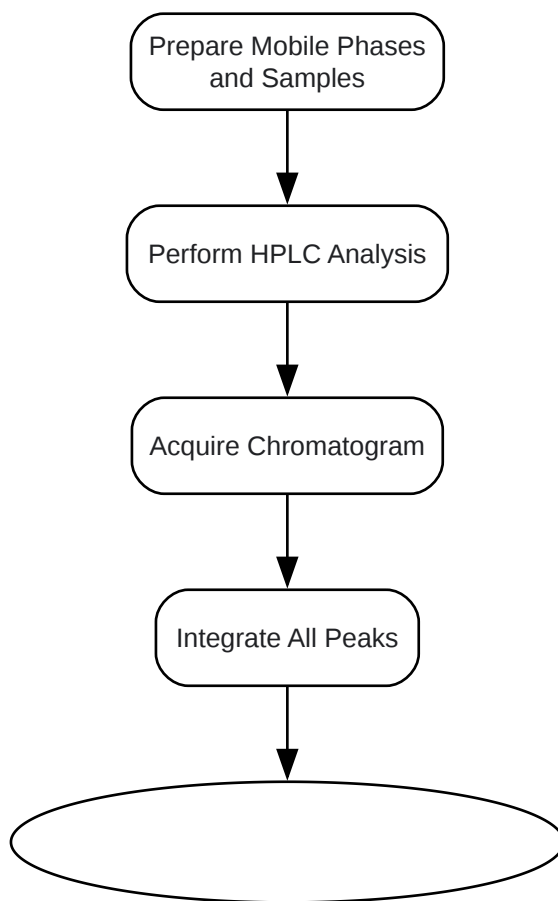 Prepare Mobile Phases
and Samples
Perform HPLC Analysis
Acquire Chromatogram
Integrate All Peaks